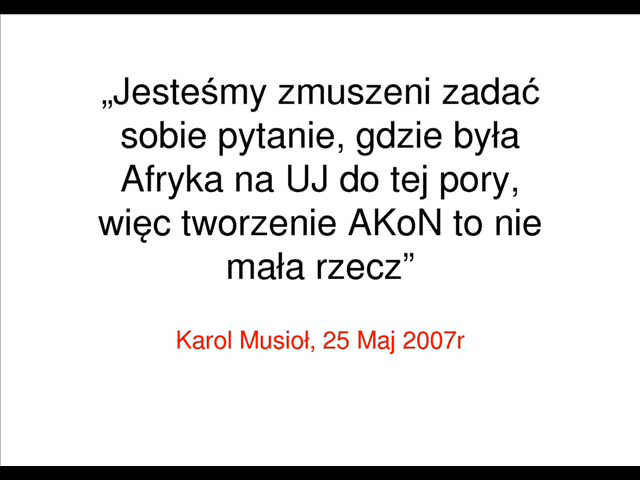 „Jesteśmy zmuszeni zadać
sobie pytanie, gdzie była
Afryka na UJ do tej pory,
więc tworzenie AKoN to nie
mała rzecz”
Karol Musioł, 25 Maj 2007r